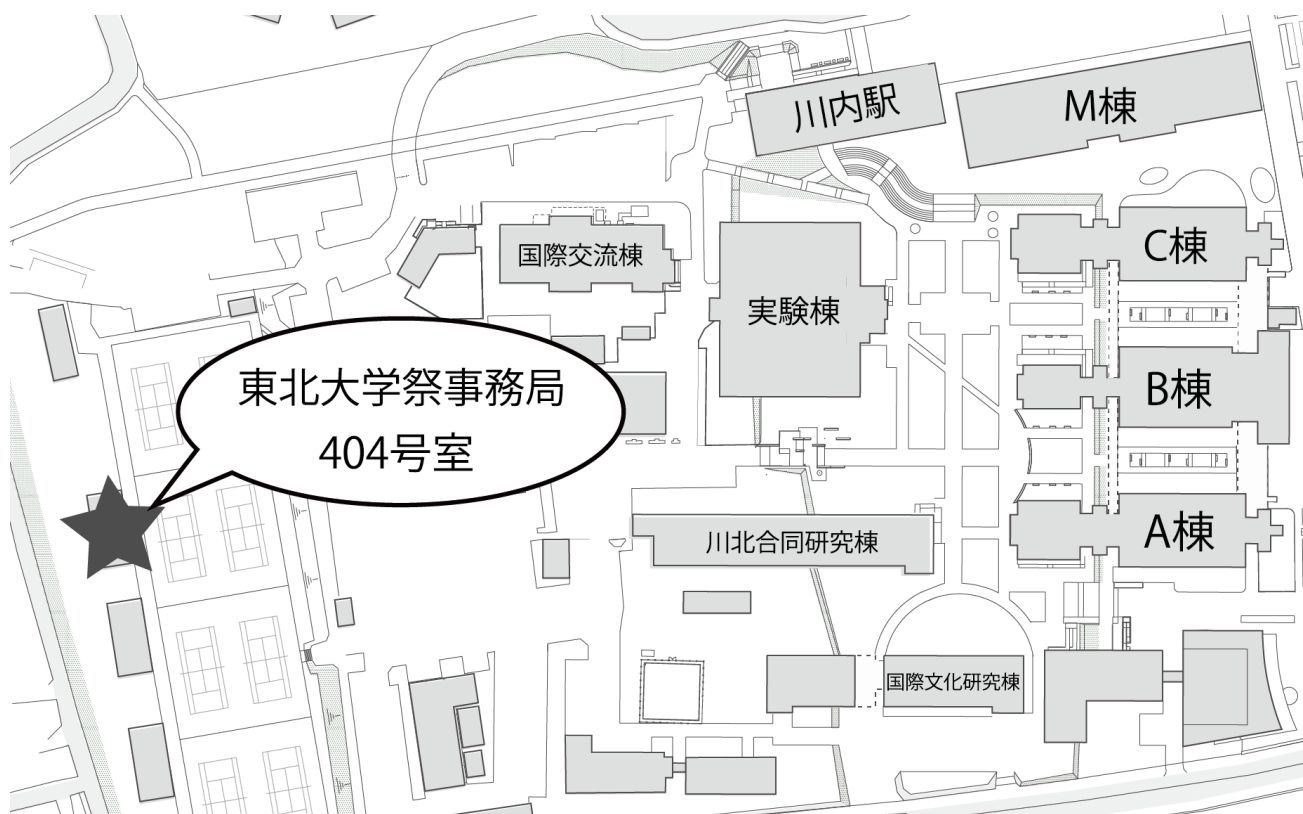 川内駅
M棟
国際交流棟
C棟
実験棟
東北大学祭事務局
404号室
B棟
川北合同研究棟
A棟
国際文化研究棟